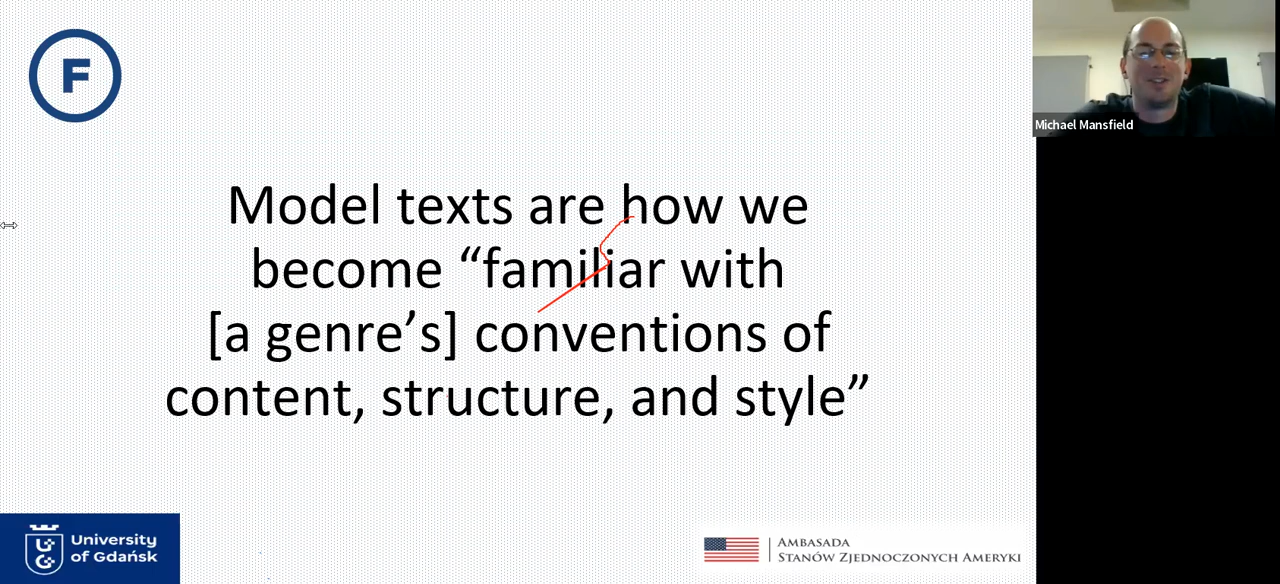 F
Michael Mansfield
Model texts are how we
become “familiar with
[a genre’s] conventions of
content, structure, and style”
UG
University
of Gdańsk
AMBASADA
STANÓW ZJEDNOCZONYCH AMERYKI